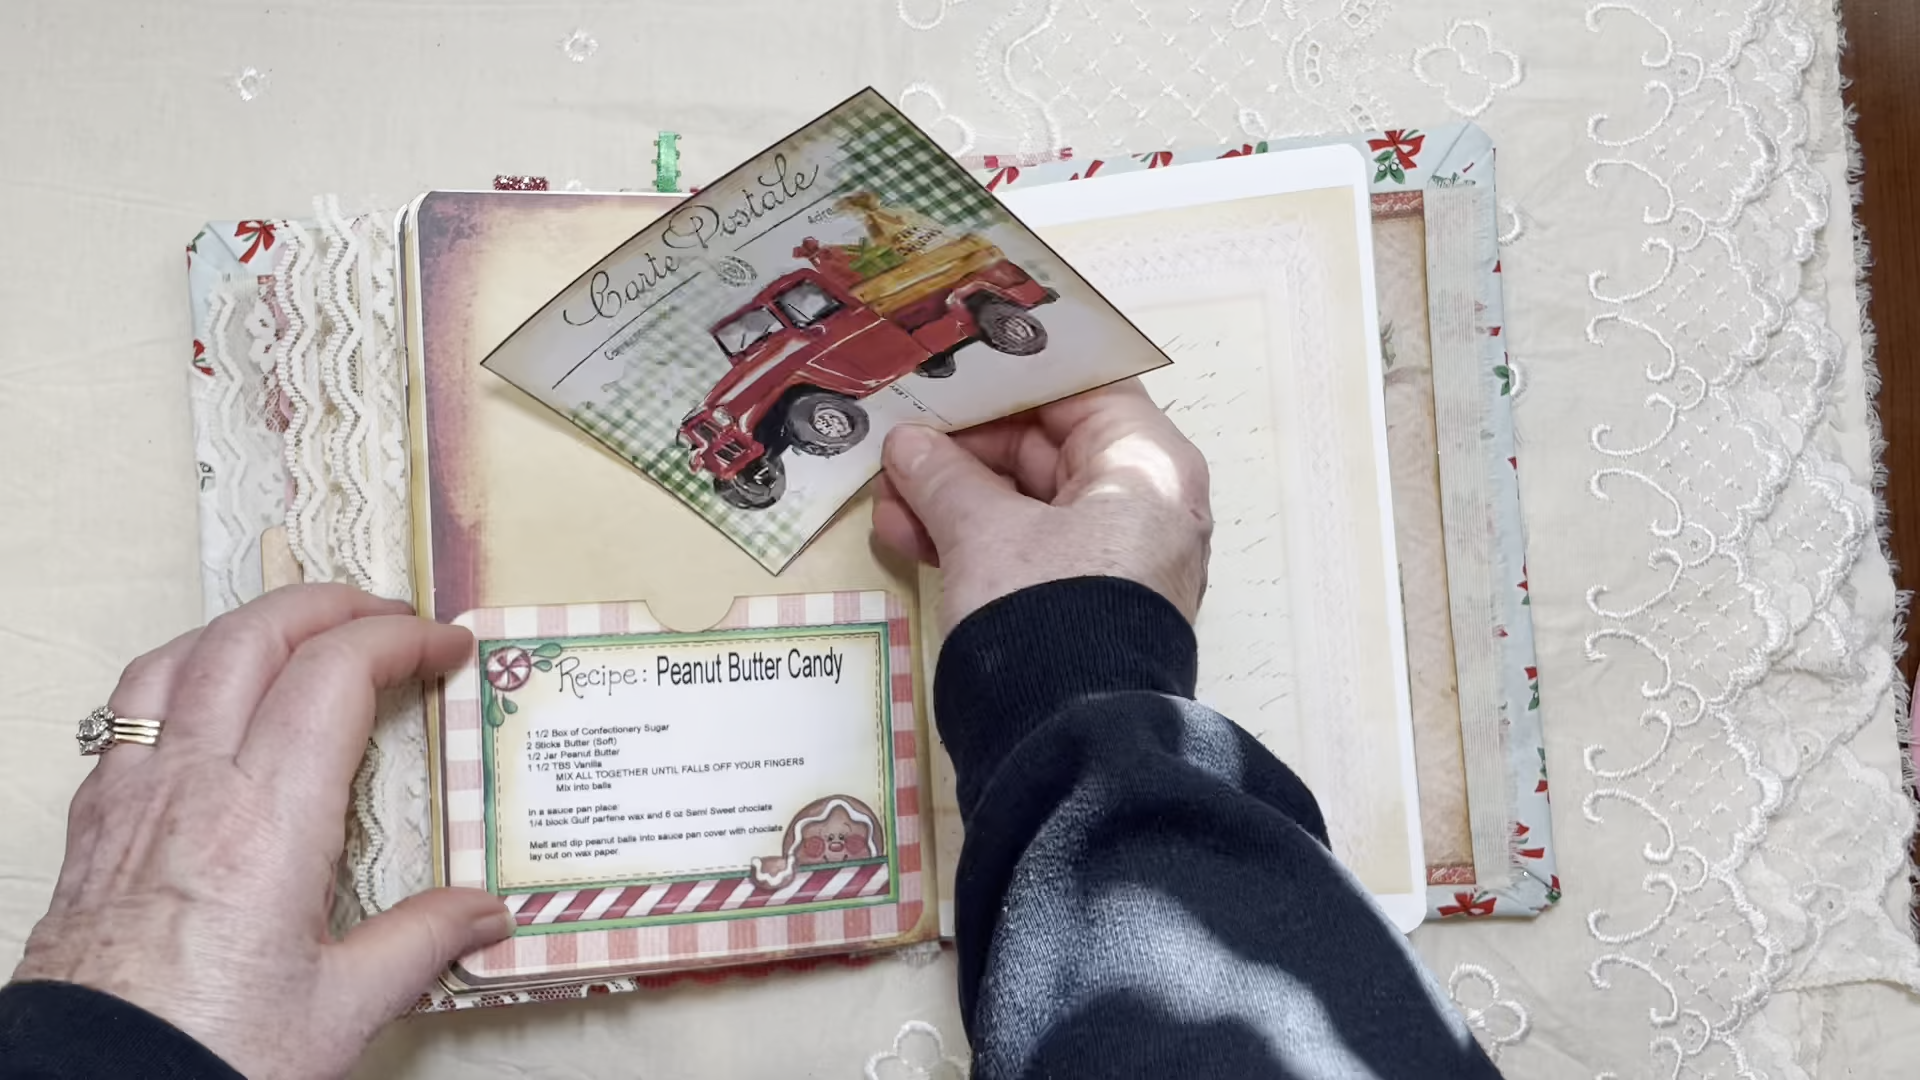 Carte Postale
Recipe: Peanut Butter Candy
1 1/2 Box of Confectionery Sugar
2 Sticks Butter (Soft)
1/2 Jar Peanut Butter
1 1/2 TBS Vanilla
MIX ALL TOGETHER UNTIL FALLS OFF YOUR FINGERS
Mix into balls
In a sauce pan place:
1/4 block Gulf parfene wax and 6 oz Semi Sweet choclate
Melt and dip peanut balls into sauce pan cover with choclate
lay out on wax paper.